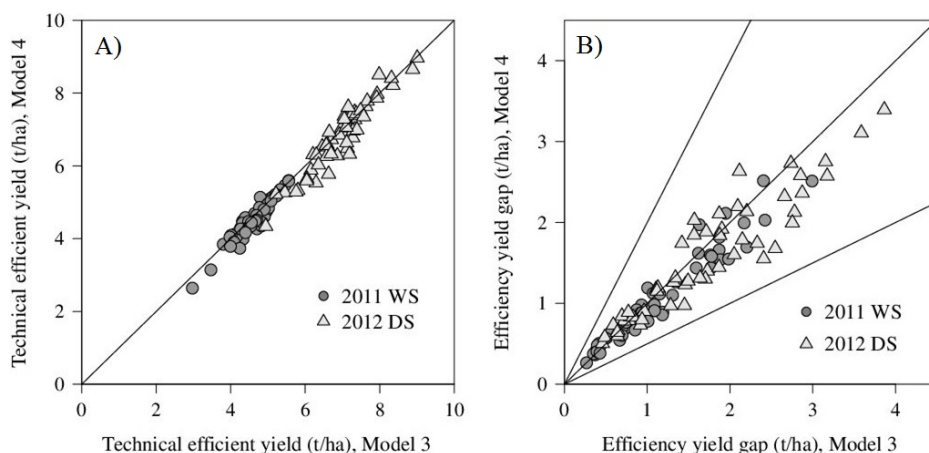 A)
Technical efficient yield (t/ha), Model 4
10
8
6
4
2
0
2011 WS
2012 DS
0 2 4 6 8 10
Technical efficient yield (t/ha), Model 3
B)
Efficiency yield gap (t/ha), Model 4
4
3
2
1
0
2011 WS
2012 DS
0 1 2 3 4
Efficiency yield gap (t/ha), Model 3